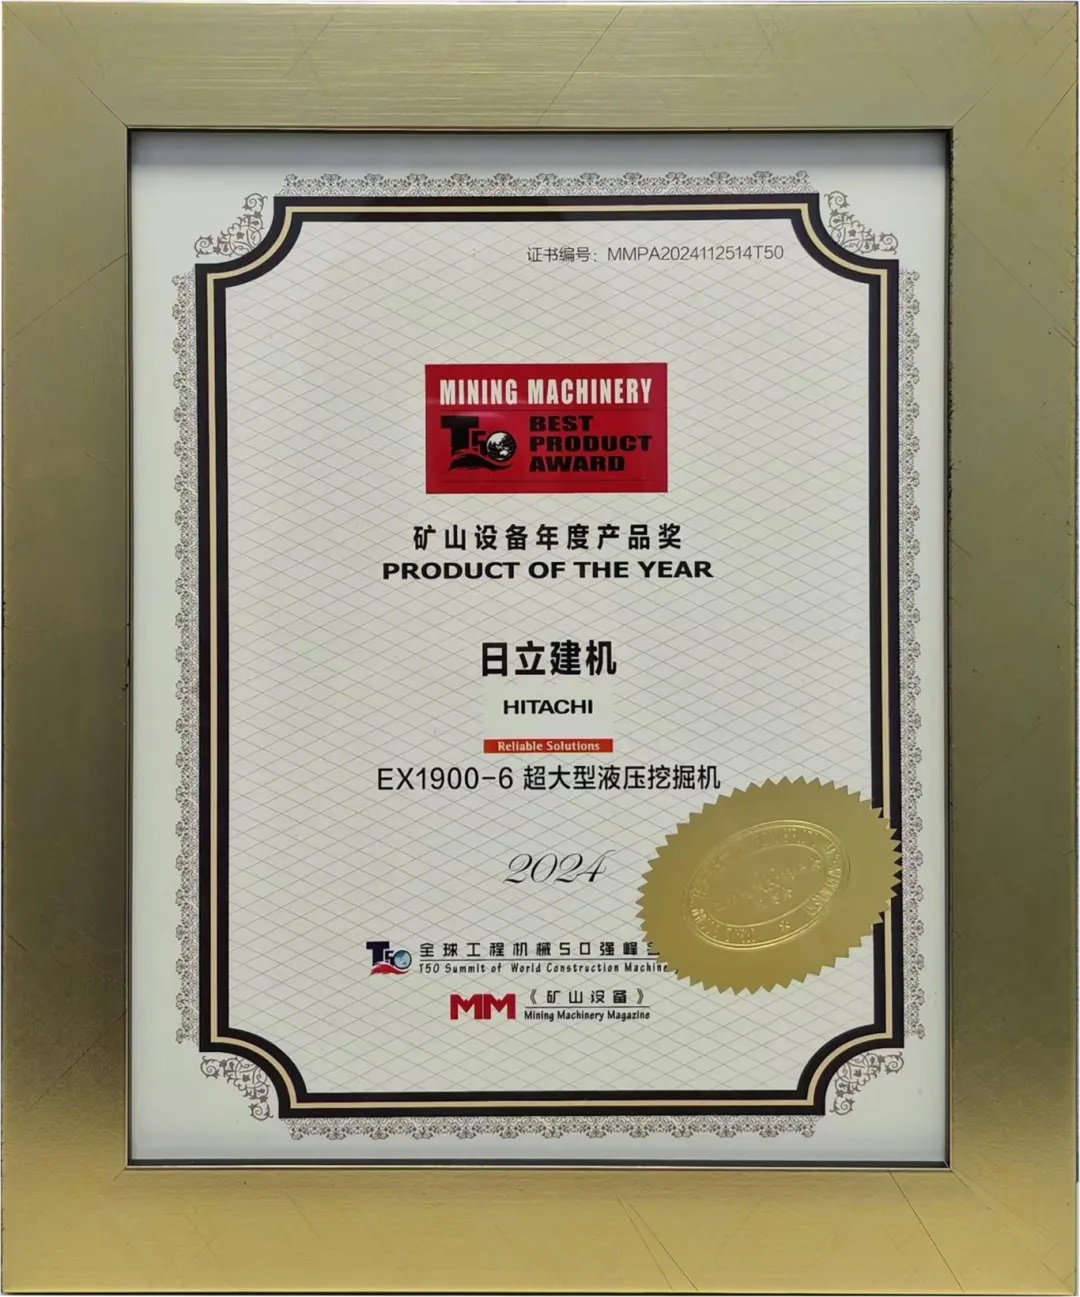 证书编号：MMPA2024112514T50
MINING MACHINERY
T50
BEST
PRODUCT
AWARD
矿山设备年度产品奖
PRODUCT OF THE YEAR
日立建机
HITACHI
Reliable Solutions
EX1900-6 超大型液压挖掘机
2024
T50 全球工程机械50强峰
T50 Summit of World Construction
MM 《矿山设备》
Mining Machinery Magazine